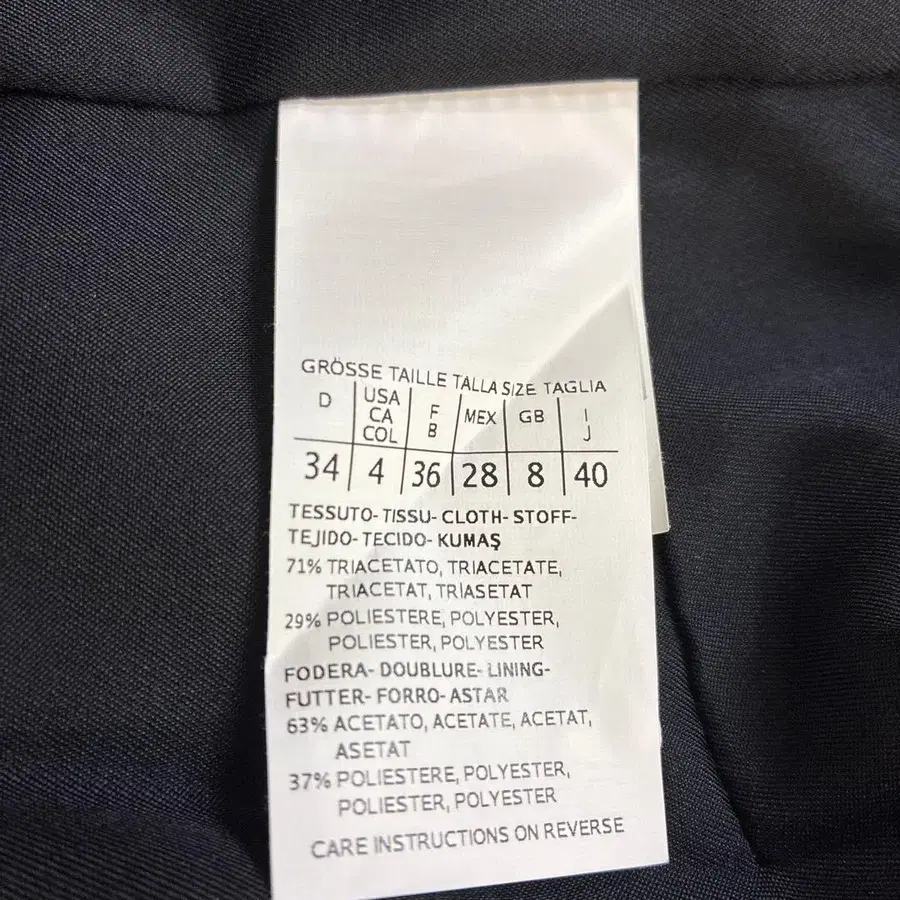 GRÖSSE TAILLE TALLA SIZE TAGLIA
D USA CA COL F B MEX GB I J
34 4 36 28 8 40
TESSUTO-TISSU-CLOTH-STOFF-
TEJIDO-TECIDO-KUMAŞ
71% TRIACETATO, TRIACETATE,
TRIACETAT, TRIASETAT
29% POLIESTERE, POLYESTER,
POLIESTER, POLYESTER
FODERA-DOUBLURE-LINING-
FUTTER-FORRO-ASTAR
63% ACETATO, ACETATE, ACETAT,
ASETAT
37% POLIESTERE, POLYESTER,
POLIESTER, POLYESTER
CARE INSTRUCTIONS ON REVERSE